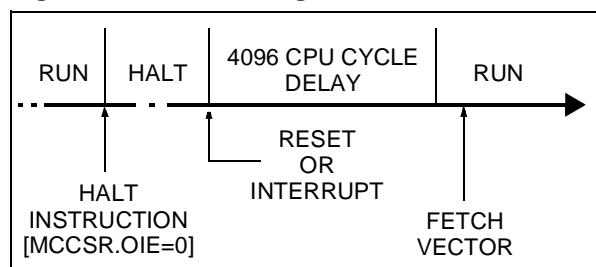 RUN
HALT
4096 CPU CYCLE
DELAY
RUN
RESET
OR
INTERRUPT
HALT
INSTRUCTION
[MCCSR.OIE=0]
FETCH
VECTOR